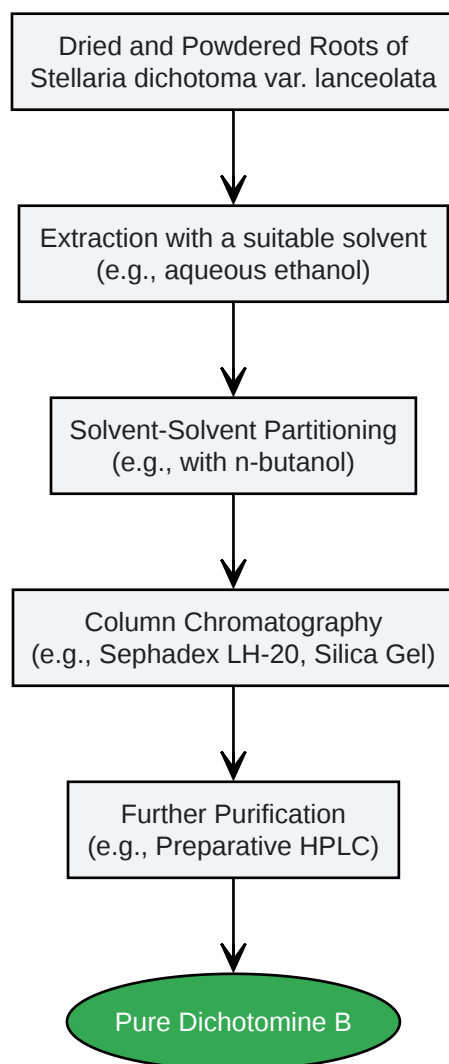 Dried and Powdered Roots of
Stellaria dichotoma var. lanceolata
Extraction with a suitable solvent
(e.g., aqueous ethanol)
Solvent-Solvent Partitioning
(e.g., with n-butanol)
Column Chromatography
(e.g., Sephadex LH-20, Silica Gel)
Further Purification
(e.g., Preparative HPLC)
Pure Dichotomine B